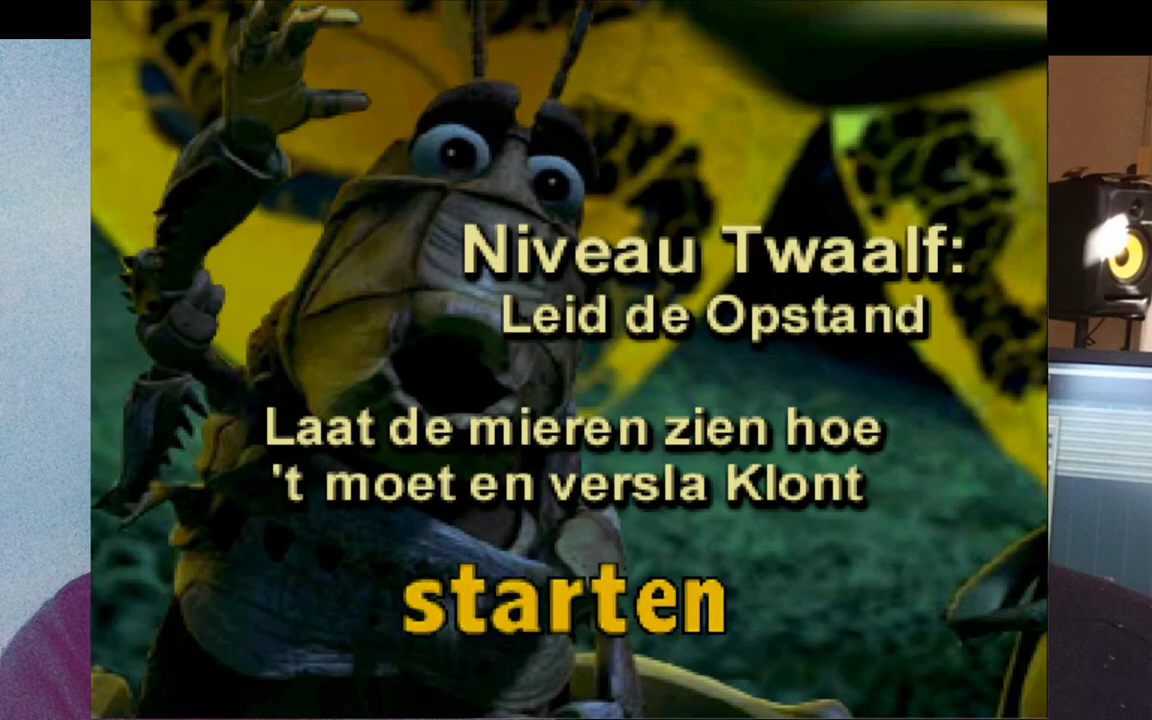 Niveau Twaalf:
Leid de Opstand
Laat de mieren zien hoe
't moet en versla Klont
starten